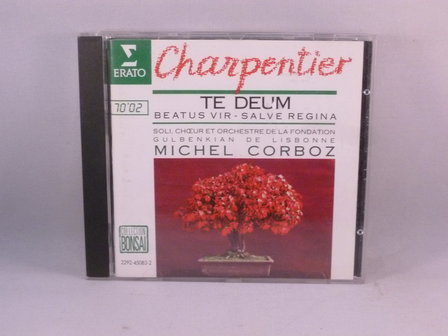 ERATO
Charpentier
70'02
TE DEUM
BEATUS VIR - SALVE REGINA
SOLI, CHŒUR ET ORCHESTRE DE LA FONDATION
GULBENKIAN DE LISBONNE
MICHEL CORBOZ
COLLECTION
BONSAI
2292-45083-2